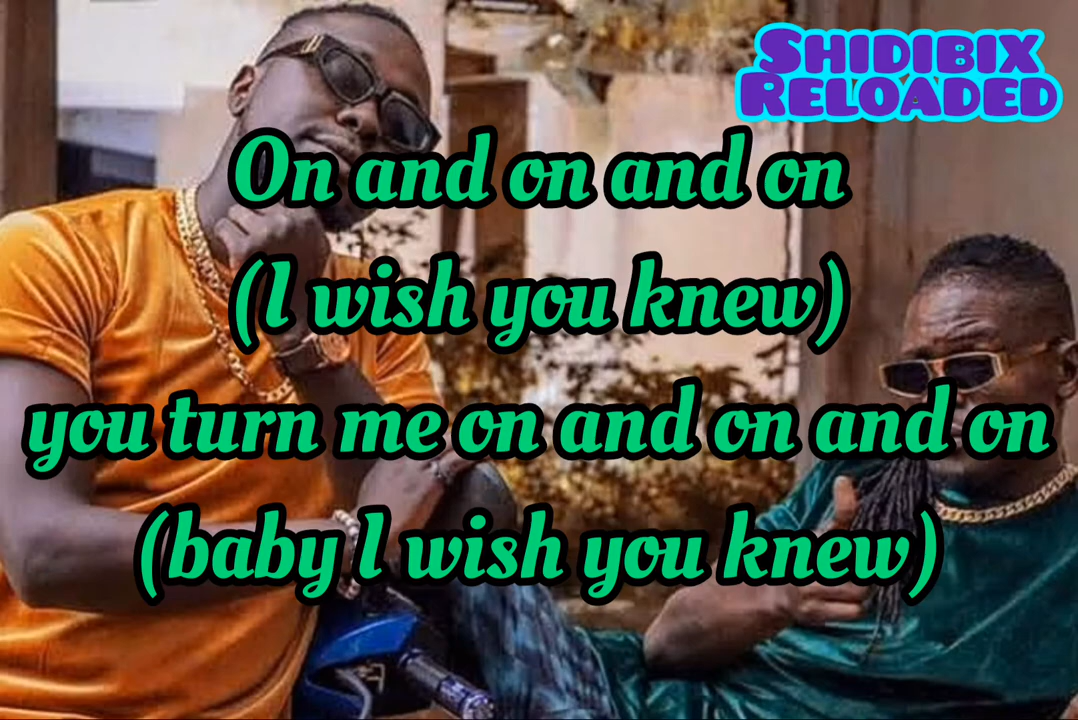 SHIDIBIX
RELOADED
On and on and on
(I wish you knew)
you turn me on and on and on
(baby I wish you knew)